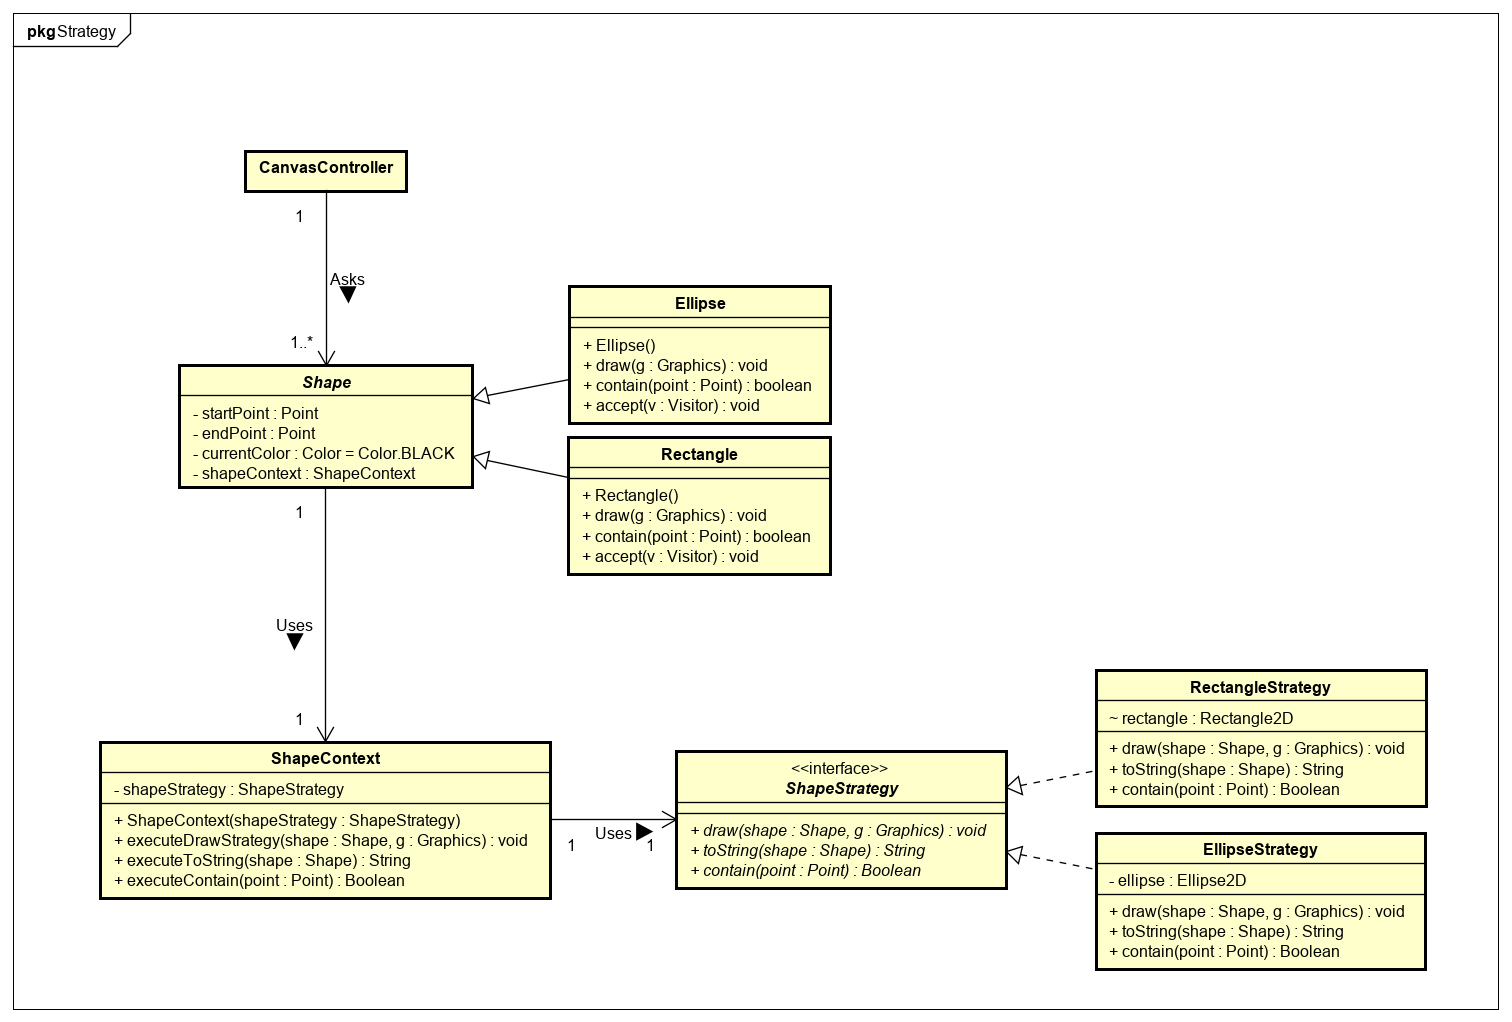 pkg Strategy
CanvasController
1
Asks
1..*
Shape
- startPoint : Point
- endPoint : Point
- currentColor : Color = Color.BLACK
- shapeContext : ShapeContext
Ellipse
+ Ellipse()
+ draw(g : Graphics) : void
+ contain(point : Point) : boolean
+ accept(v : Visitor) : void
Rectangle
+ Rectangle()
+ draw(g : Graphics) : void
+ contain(point : Point) : boolean
+ accept(v : Visitor) : void
1
Uses
1
ShapeContext
- shapeStrategy : ShapeStrategy
+ ShapeContext(shapeStrategy : ShapeStrategy)
+ executeDrawStrategy(shape : Shape, g : Graphics) : void
+ executeToString(shape : Shape) : String
+ executeContain(point : Point) : Boolean
1
Uses
1
<<interface>>
ShapeStrategy
+ draw(shape : Shape, g : Graphics) : void
+ toString(shape : Shape) : String
+ contain(point : Point) : Boolean
RectangleStrategy
~ rectangle : Rectangle2D
+ draw(shape : Shape, g : Graphics) : void
+ toString(shape : Shape) : String
+ contain(point : Point) : Boolean
EllipseStrategy
- ellipse : Ellipse2D
+ draw(shape : Shape, g : Graphics) : void
+ toString(shape : Shape) : String
+ contain(point : Point) : Boolean